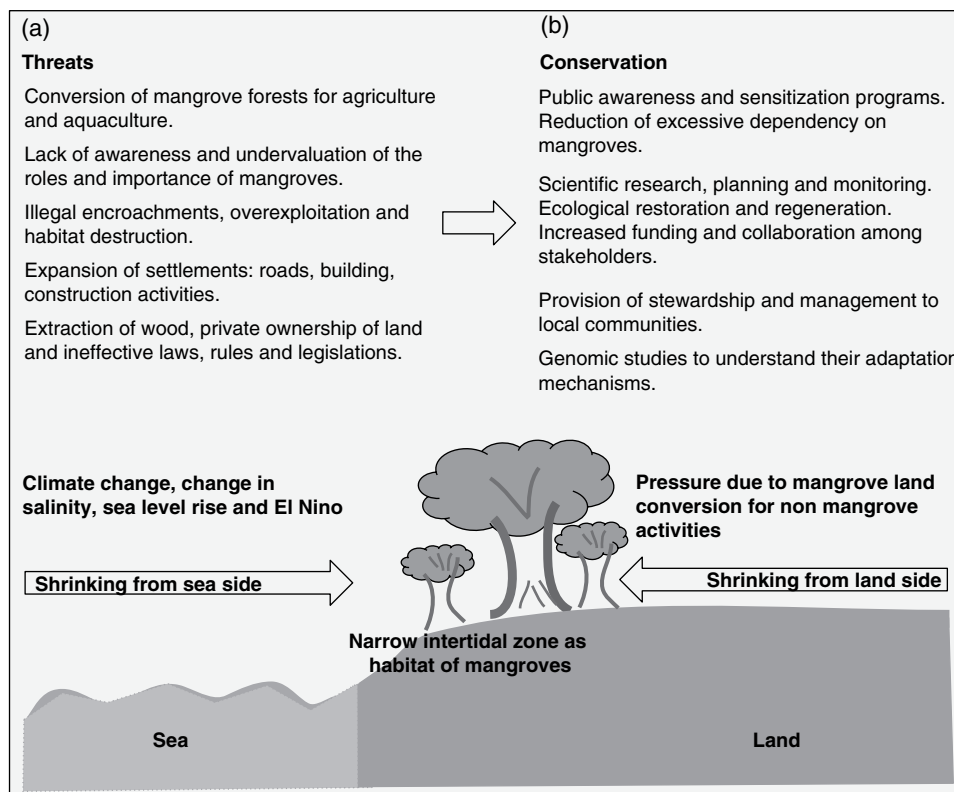 (a)
Threats
Conversion of mangrove forests for agriculture
and aquaculture.
Lack of awareness and undervaluation of the
roles and importance of mangroves.
Illegal encroachments, overexploitation and
habitat destruction.
Expansion of settlements: roads, building,
construction activities.
Extraction of wood, private ownership of land
and ineffective laws, rules and legislations.
(b)
Conservation
Public awareness and sensitization programs.
Reduction of excessive dependency on
mangroves.
Scientific research, planning and monitoring.
Ecological restoration and regeneration.
Increased funding and collaboration among
stakeholders.
Provision of stewardship and management to
local communities.
Genomic studies to understand their adaptation
mechanisms.
Climate change, change in
salinity, sea level rise and El Nino
Shrinking from sea side
Pressure due to mangrove land
conversion for non mangrove
activities
Shrinking from land side
Narrow intertidal zone as
habitat of mangroves
Sea
Land